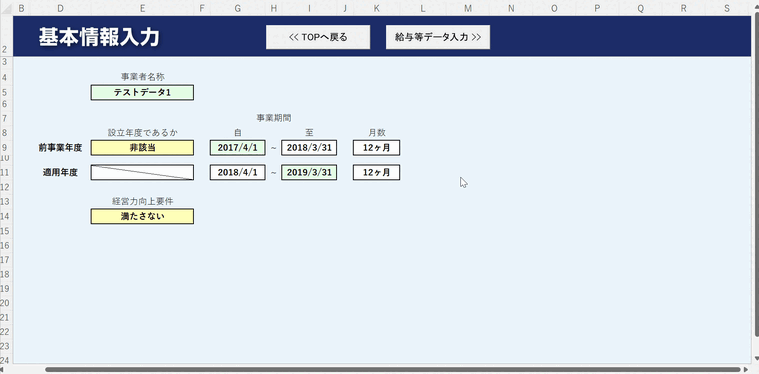 B D E F G H I J K L M N O P Q R S
2 基本情報入力 << TOPへ戻る 給与等データ入力 >>
3
4 事業者名称
5 テストデータ1
6
7 事業期間
8 設立年度であるか 自 至 月数
9 前事業年度 非該当 2017/4/1 ~ 2018/3/31 12ヶ月
10
11 適用年度 2018/4/1 ~ 2019/3/31 12ヶ月
12
13 経営力向上要件
14 満たさない
15
16
17
18
19
20
21
22
23
24